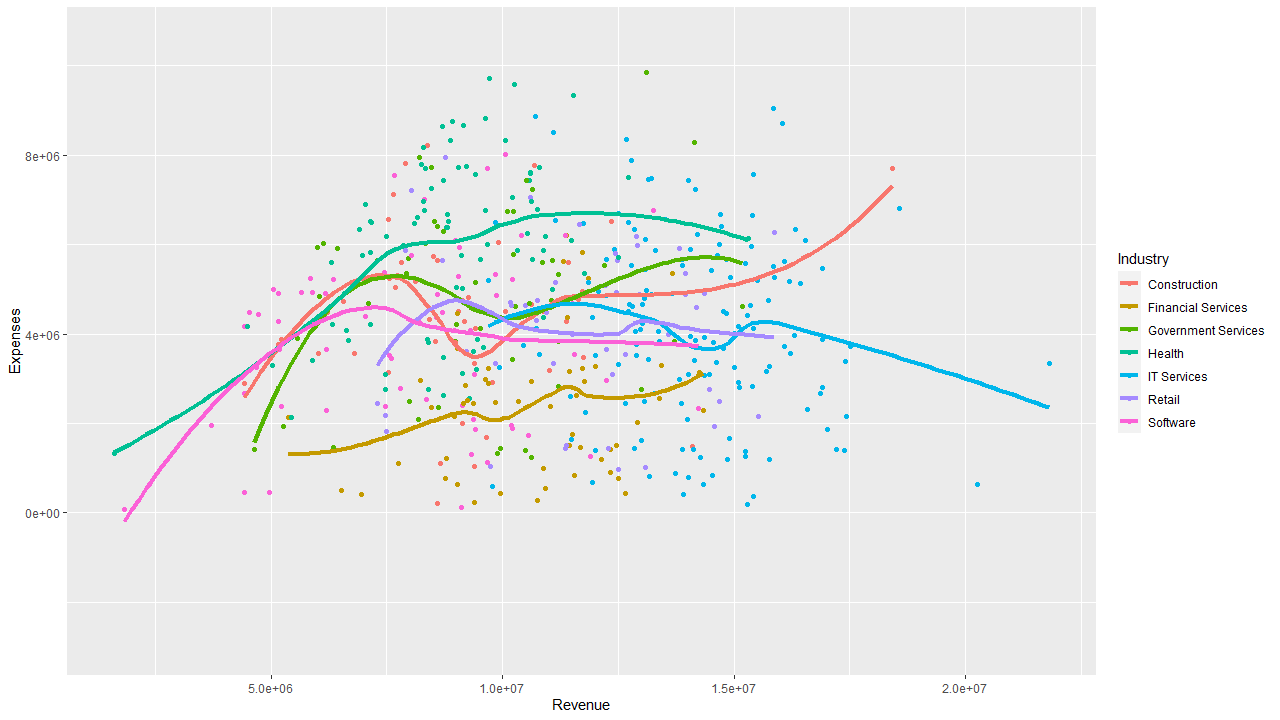 Expenses
8e+06
4e+06
0e+00
5.0e+06
1.0e+07
1.5e+07
2.0e+07
Revenue
Industry
Construction
Financial Services
Government Services
Health
IT Services
Retail
Software